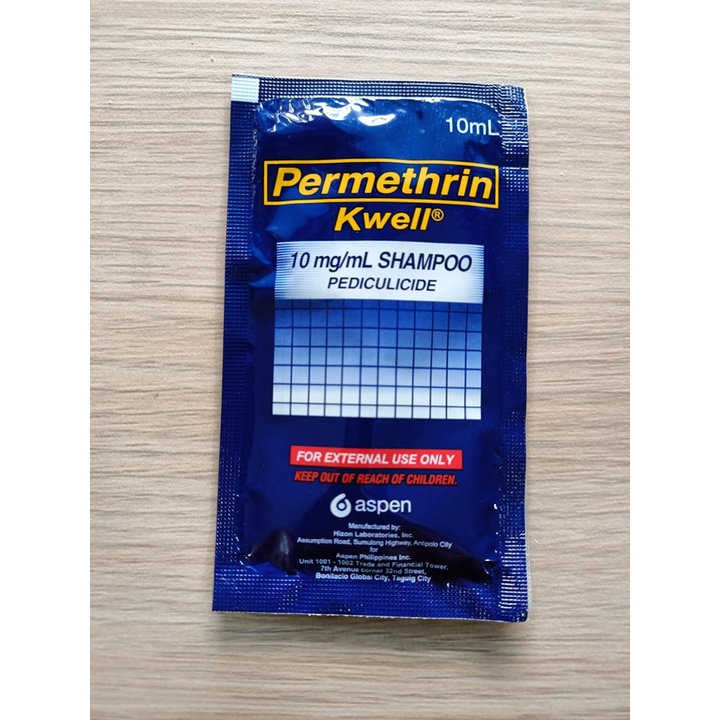 10mL
Permethrin
Kwell®
10 mg/mL SHAMPOO
PEDICULICIDE
FOR EXTERNAL USE ONLY
KEEP OUT OF REACH OF CHILDREN.
aspen
Manufactured by:
Hizon Laboratories, Inc.
Assumption Road, Sumulong Highway, Antipolo City
for
Aspen Philippines Inc.
Unit 1001 - 1002 Trade and Financial Tower,
7th Avenue corner 32nd Street,
Bonifacio Global City, Taguig City